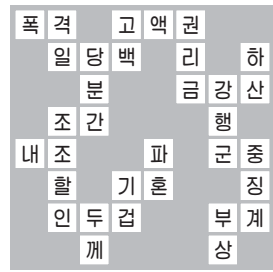 폭 격 고 액 권
일 당 백 리 하
분 금 강 산
조 간 행
내 조 파 군 중
할 기 혼 징
인 두 겁 부 계
께 상